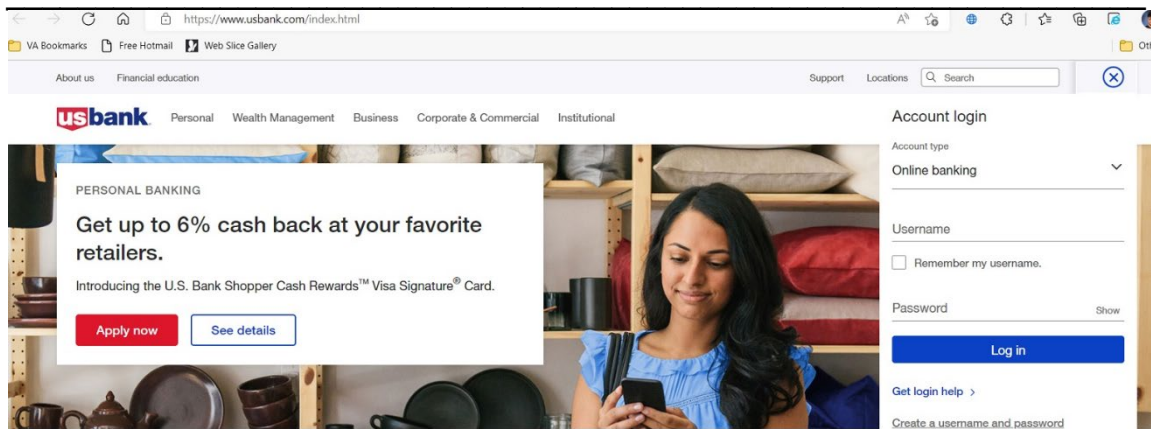 https://www.usbank.com/index.html
VA Bookmarks Free Hotmail Web Slice Gallery
About us Financial education Support Locations Search
usbank Personal Wealth Management Business Corporate & Commercial Institutional
PERSONAL BANKING
Get up to 6% cash back at your favorite
retailers.
Introducing the U.S. Bank Shopper Cash Rewards™ Visa Signature® Card.
Apply now See details
Account login
Account type
Online banking
Username
Remember my username.
Password Show
Log in
Get login help >
Create a username and password